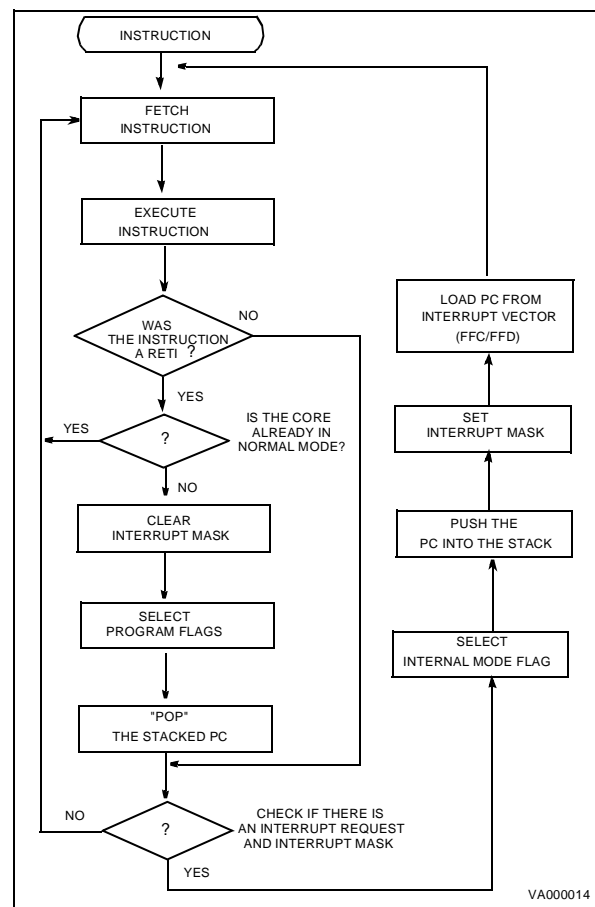 INSTRUCTION
FETCH
INSTRUCTION
EXECUTE
INSTRUCTION
WAS
THE INSTRUCTION
A RETI ?
NO
YES
YES
?
IS THE CORE
ALREADY IN
NORMAL MODE?
NO
CLEAR
INTERRUPT MASK
SELECT
PROGRAM FLAGS
"POP"
THE STACKED PC
NO
?
CHECK IF THERE IS
AN INTERRUPT REQUEST
AND INTERRUPT MASK
YES
LOAD PC FROM
INTERRUPT VECTOR
(FFC/FFD)
SET
INTERRUPT MASK
PUSH THE
PC INTO THE STACK
SELECT
INTERNAL MODE FLAG
VA000014